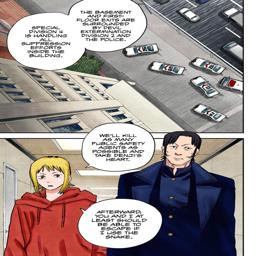 THE BASEMENT
AND FIRST-
FLOOR EXITS ARE
SURROUNDED
BY DEVIL
EXTERMINATION
DIVISION 2 AND
THE POLICE.
SPECIAL
DIVISION 4
IS HANDLING
ALL
SUPPRESSION
EFFORTS
INSIDE THE
BUILDING.
WE'LL KILL
AS MANY
PUBLIC SAFETY
AGENTS AS
POSSIBLE AND
TAKE DENJI'S
HEART.
AFTERWARD,
YOU AND I AT
LEAST SHOULD
BE ABLE TO
ESCAPE IF
I USE THE
SNAKE.